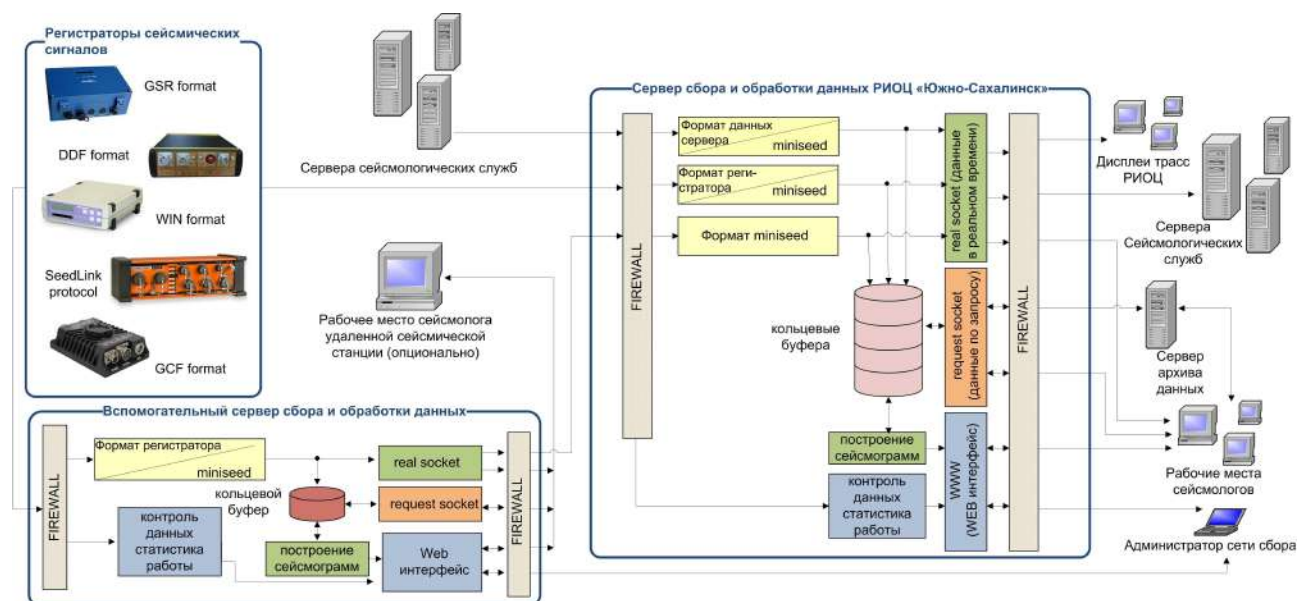 Регистраторы сейсмических
сигналов
GSR format
DDF format
WIN format
SeedLink
protocol
GCF format
Сервера сейсмологических служб
Рабочее место сейсмолога
удаленной сейсмической
станции (опционально)
Вспомогательный сервер сбора и обработки данных
FIREWALL
Формат регистратора
miniseed
контроль
данных
статистика
работы
кольцевой
буфер
построение
сейсмограмм
real socket
request socket
Web
интерфейс
FIREWALL
Сервер сбора и обработки данных РИОЦ «Южно-Сахалинск»
FIREWALL
Формат данных
сервера
miniseed
Формат реги-
стратора
miniseed
Формат miniseed
кольцевые
буфера
построение
сейсмограмм
контроль
данных
статистика
работы
real socket (данные
в реальном времени)
request socket
(данные по запросу)
WWW
(WEB интерфейс)
FIREWALL
Дисплеи трасс
РИОЦ
Сервера
Сейсмологических
служб
Сервер
архива
данных
Рабочие места
сейсмологов
Администратор сети сбора